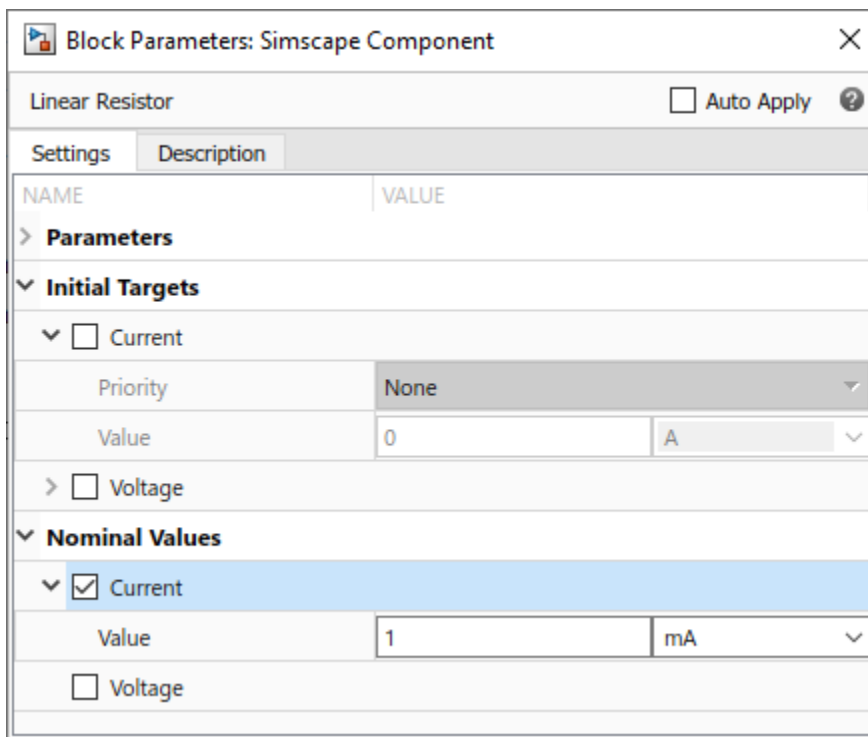 Block Parameters: Simscape Component
Linear Resistor Auto Apply ?
Settings Description
NAME VALUE
Parameters
Initial Targets
Current
Priority None
Value 0 A
Voltage
Nominal Values
Current
Value 1 mA
Voltage